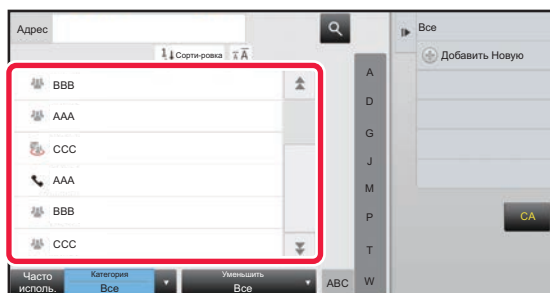 Адрес
Все
1 Сорти-ровка
Добавить Новую
BBB
AAA
CCC
AAA
BBB
CCC
A
D
G
J
M
P
T
W
CA
Часто исполь.
Категория
Все
Уменьшить
Все
ABC